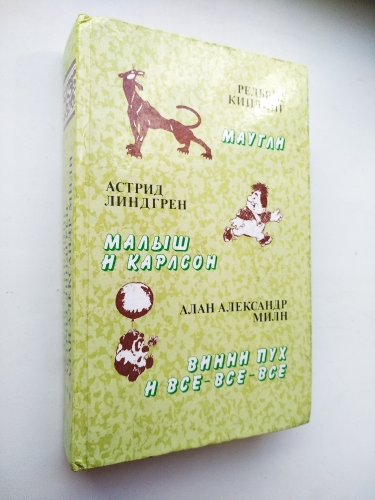 РЕДЬЯРД
КИПЛИНГ
МАУГЛИ
АСТРИД
ЛИНДГРЕН
МАЛЫШ
И КАРЛСОН
АЛАН АЛЕКСАНДР
МИЛН
ВИННИ ПУХ
И ВСЕ-ВСЕ-ВСЕ